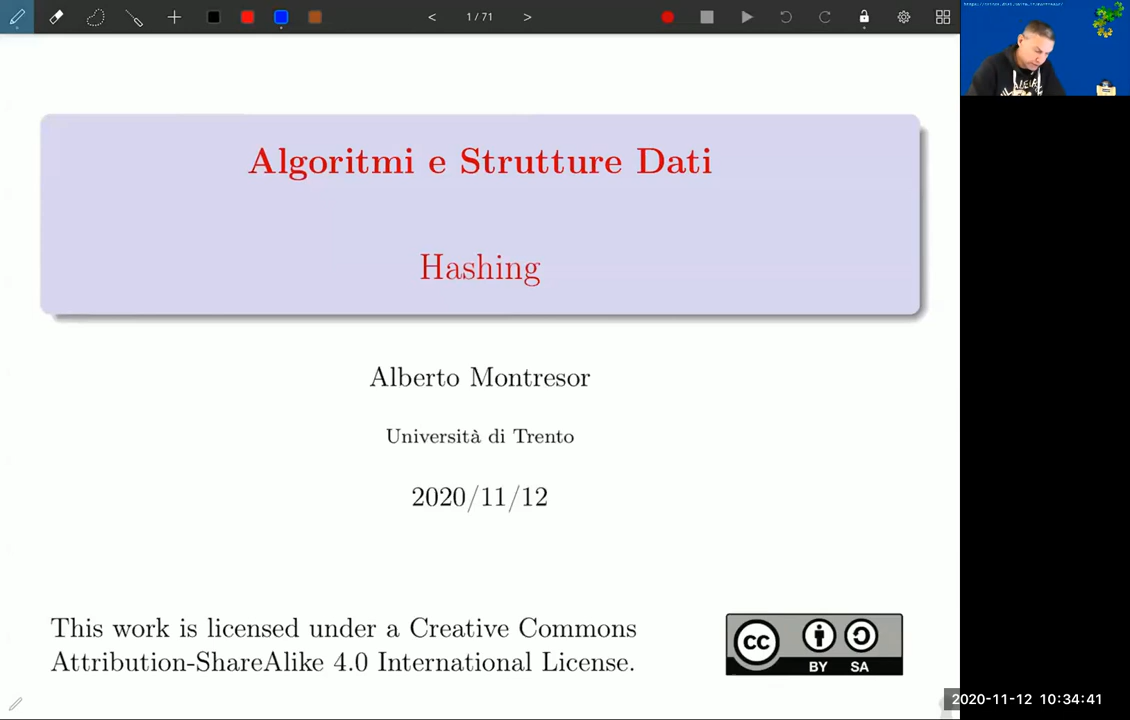 1 / 71
Algoritmi e Strutture Dati
Hashing
Alberto Montresor
Università di Trento
2020/11/12
This work is licensed under a Creative Commons
Attribution-ShareAlike 4.0 International License.
cc
BY SA
2020-11-12 10:34:41